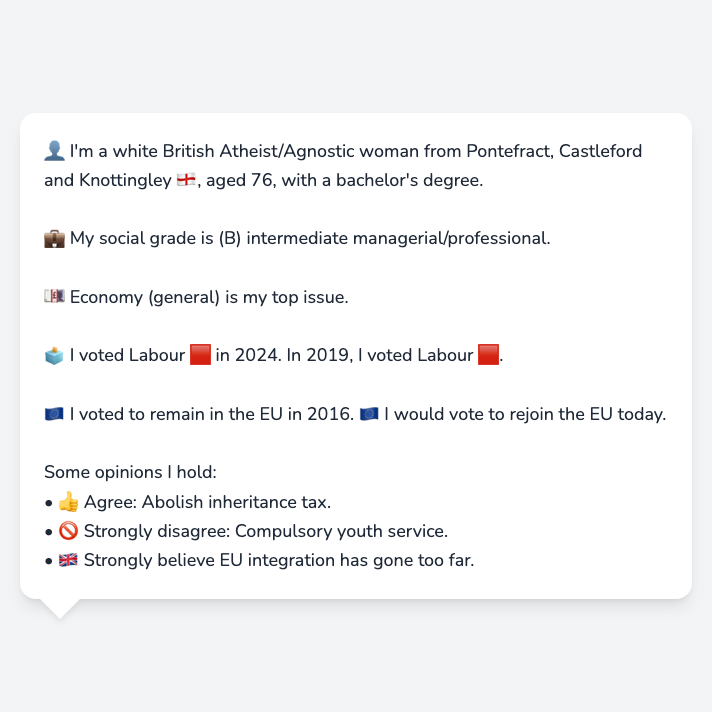 👤 I'm a white British Atheist/Agnostic woman from Pontefract, Castleford
and Knottingley 🏴󠁧󠁢󠁥󠁮󠁧󠁿, aged 76, with a bachelor's degree.
💼 My social grade is (B) intermediate managerial/professional.
💷 Economy (general) is my top issue.
🗳️ I voted Labour 🟥 in 2024. In 2019, I voted Labour 🟥.
🇪🇺 I voted to remain in the EU in 2016. 🇪🇺 I would vote to rejoin the EU today.
Some opinions I hold:
• 👍 Agree: Abolish inheritance tax.
• 🚫 Strongly disagree: Compulsory youth service.
• 🇬🇧 Strongly believe EU integration has gone too far.